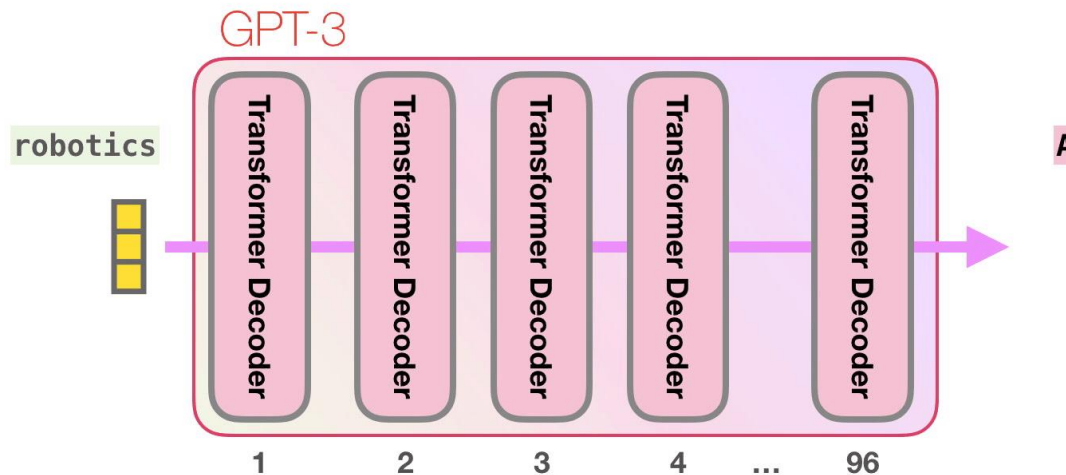 GPT-3
robotics
Transformer Decoder
Transformer Decoder
Transformer Decoder
Transformer Decoder
Transformer Decoder
1 2 3 4 ... 96